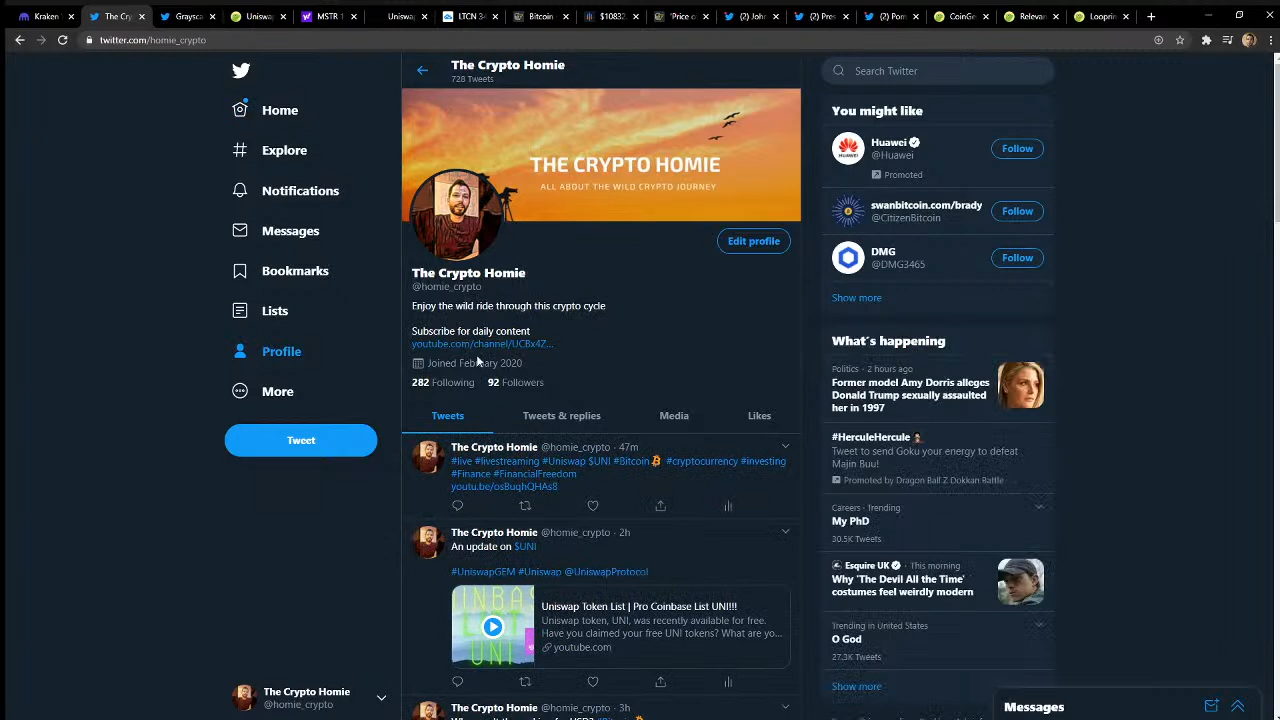 Kraken
The Cry
Graysca
Uniswa
MSTR 1
Uniswa
LTCN 34
Bitcoin
$10832
Price of
(2) John
(2) Pres
(2) Pom
CoinGe
Relevan
Looprin
twitter.com/homie_crypto
Home
Explore
Notifications
Messages
Bookmarks
Lists
Profile
More
Tweet
The Crypto Homie
@homie_crypto
The Crypto Homie
728 Tweets
THE CRYPTO HOMIE
ALL ABOUT THE WILD CRYPTO JOURNEY
Edit profile
The Crypto Homie
@homie_crypto
Enjoy the wild ride through this crypto cycle
Subscribe for daily content
youtube.com/channel/UCBx4Z...
Joined February 2020
282 Following 92 Followers
Tweets Tweets & replies Media Likes
The Crypto Homie @homie_crypto · 47m
#live #livestreaming #Uniswap $UNI #Bitcoin #cryptocurrency #investing
#Finance #FinancialFreedom
youtu.be/osBuqhQHAs8
The Crypto Homie @homie_crypto · 2h
An update on $UNI
#UniswapGEM #Uniswap @UniswapProtocol
Uniswap Token List | Pro Coinbase List UNI!!!
Uniswap token, UNI, was recently available for free.
Have you claimed your free UNI tokens? What are yo...
youtube.com
The Crypto Homie @homie_crypto · 3h
Search Twitter
You might like
Huawei
@Huawei
Promoted
Follow
swanbitcoin.com/brady
@CitizenBitcoin
Follow
DMG
@DMG3465
Follow
Show more
What's happening
Politics · 2 hours ago
Former model Amy Dorris alleges
Donald Trump sexually assaulted
her in 1997
#HerculeHercule
Tweet to send Goku your energy to defeat
Majin Buu!
Promoted by Dragon Ball Z Dokkan Battle
Careers · Trending
My PhD
30.5K Tweets
Esquire UK · This morning
Why 'The Devil All the Time'
costumes feel weirdly modern
Trending in United States
O God
27.3K Tweets
Show more
Messages